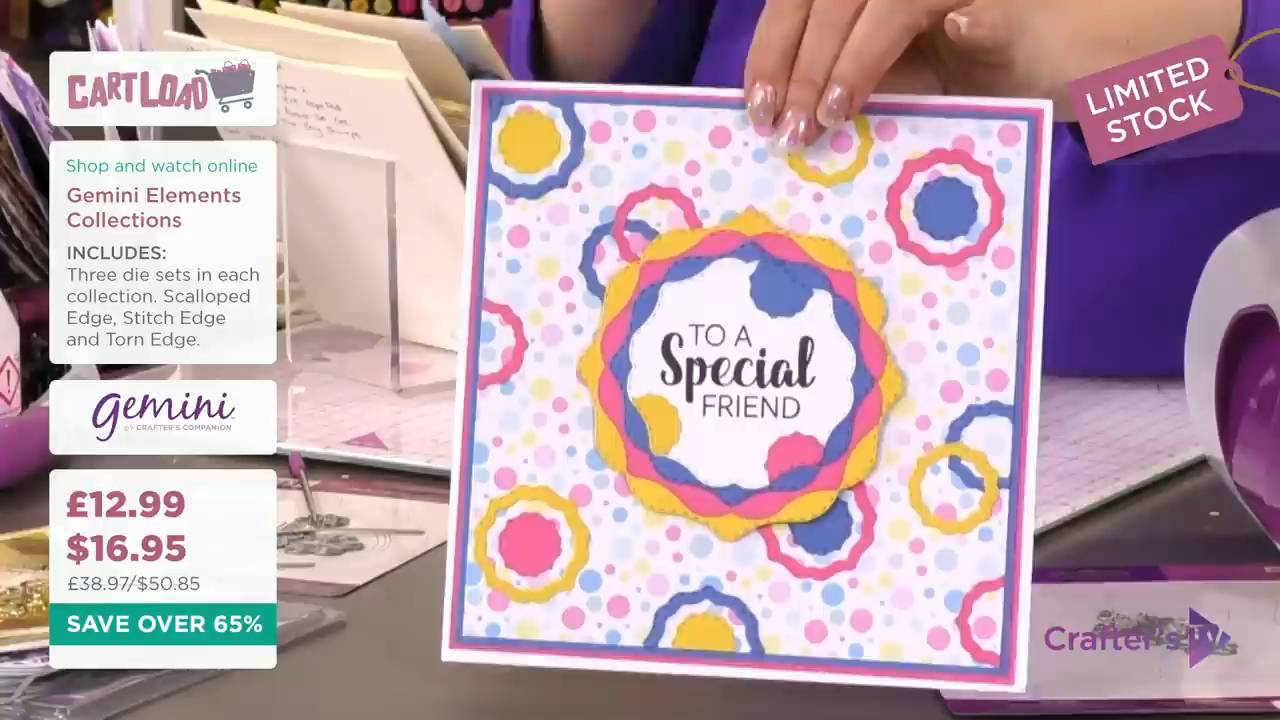 CARTLOAD
Shop and watch online
Gemini Elements
Collections
INCLUDES:
Three die sets in each
collection. Scalloped
Edge, Stitch Edge
and Torn Edge.
gemini
BY CRAFTER'S COMPANION
£12.99
$16.95
£38.97/$50.85
SAVE OVER 65%
LIMITED
STOCK
TO A
Special
FRIEND
Crafter's TV